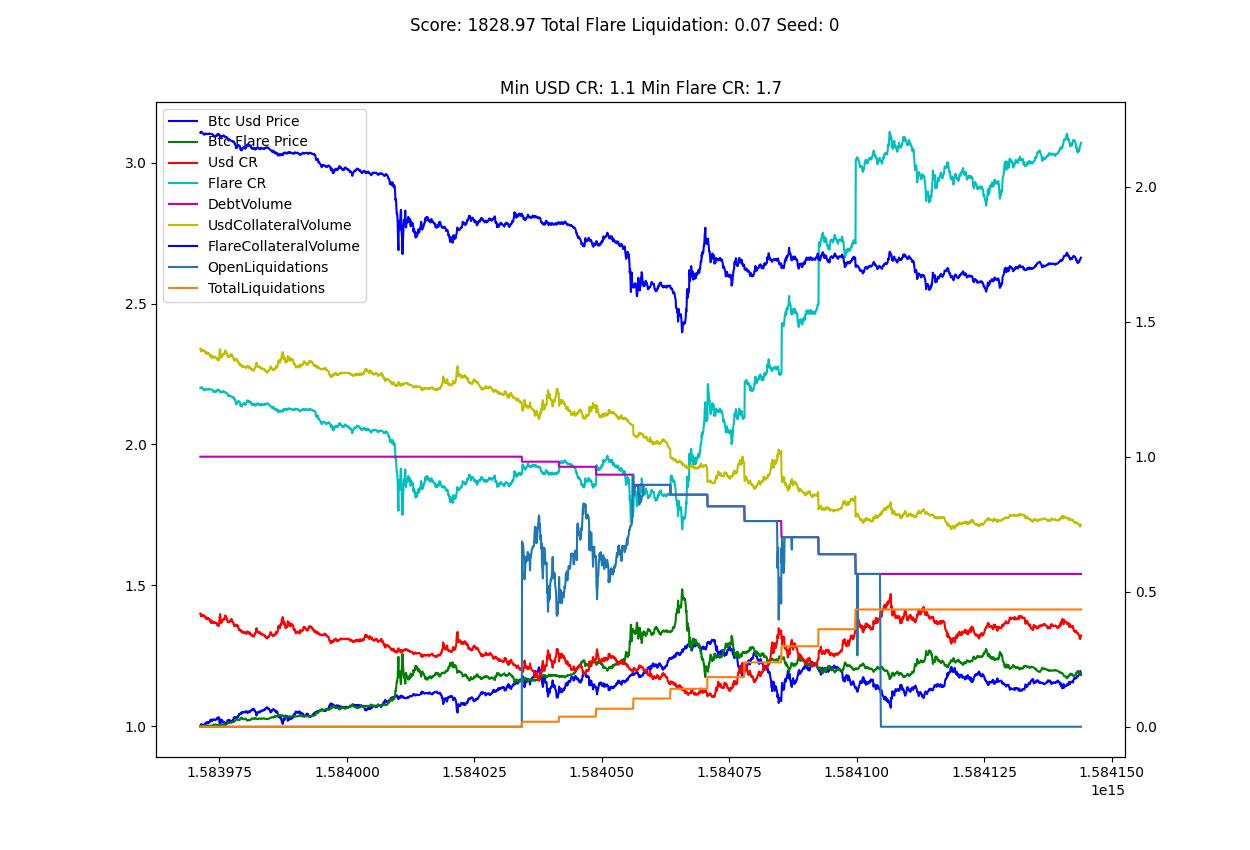 Score: 1828.97 Total Flare Liquidation: 0.07 Seed: 0
Min USD CR: 1.1 Min Flare CR: 1.7
Btc Usd Price
Btc Flare Price
Usd CR
Flare CR
DebtVolume
UsdCollateralVolume
FlareCollateralVolume
OpenLiquidations
TotalLiquidations
3.0
2.5
2.0
1.5
1.0
2.0
1.5
1.0
0.5
0.0
1.583975 1.584000 1.584025 1.584050 1.584075 1.584100 1.584125 1.584150
1e15